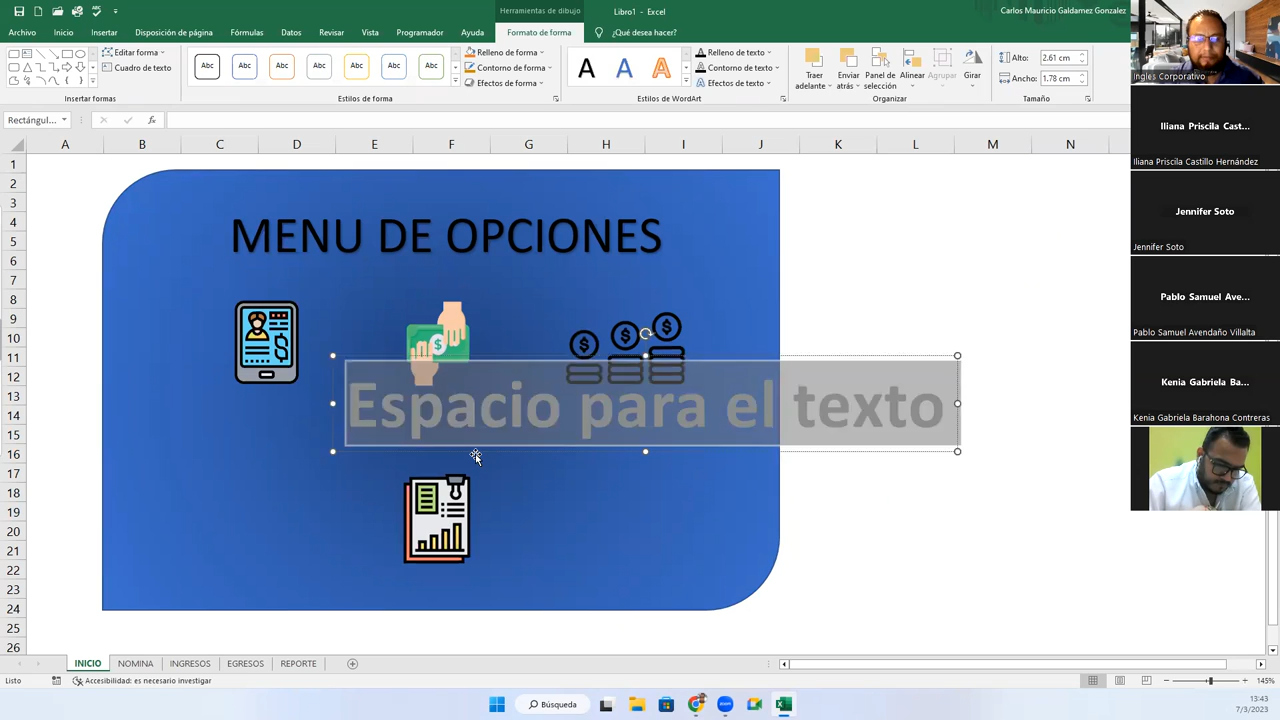 Herramientas de dibujo
Libro1 - Excel
Carlos Mauricio Galdamez Gonzalez
Archivo Inicio Insertar Disposición de página Fórmulas Datos Revisar Vista Programador Ayuda Formato de forma ¿Qué desea hacer?
Editar forma
Cuadro de texto
Insertar formas
Abc Abc Abc Abc Abc Abc Abc
Relleno de forma
Contorno de forma
Efectos de forma
Estilos de forma
A A A
Relleno de texto
Contorno de texto
Efectos de texto
Estilos de WordArt
Traer adelante
Enviar atrás
Panel de selección
Alinear
Agrupar
Girar
Organizar
Alto: 2.61 cm
Ancho: 1.78 cm
Tamaño
Rectángul...
fx
A B C D E F G H I J K L M N
1
2
3
4
5
6
7
8
9
10
11
12
13
14
15
16
17
18
19
20
21
22
23
24
25
26
MENU DE OPCIONES
Espacio para el texto
Ingles Corporativo
Iliana Priscila Cast...
Iliana Priscila Castillo Hernández
Jennifer Soto
Jennifer Soto
Pablo Samuel Ave...
Pablo Samuel Avendaño Villalta
Kenia Gabriela Ba...
Kenia Gabriela Barahona Contreras
INICIO NOMINA INGRESOS EGRESOS REPORTE
Listo
Accesibilidad: es necesario investigar
145%
Búsqueda
zoom
13:43
7/3/2023